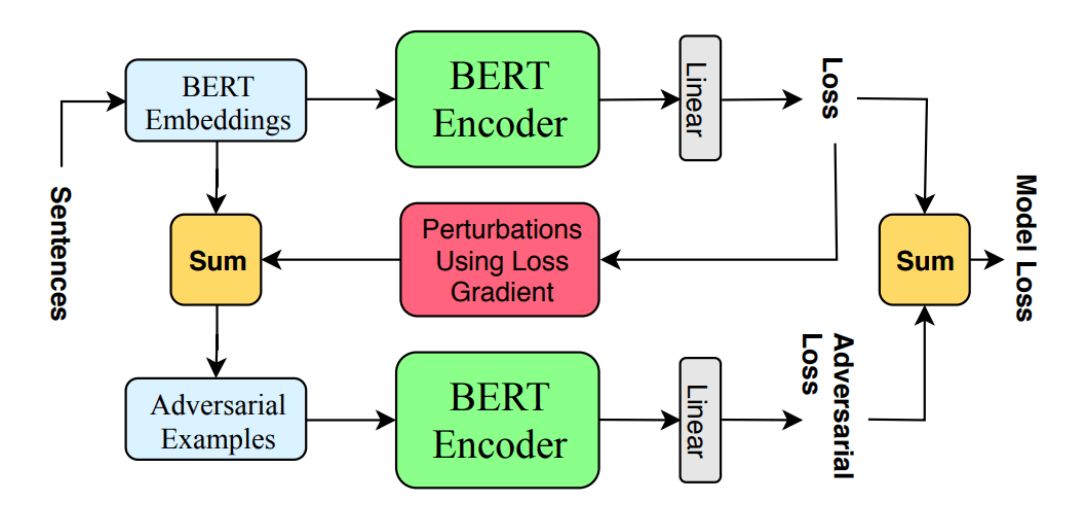 Sentences
BERT
Embeddings
BERT
Encoder
Linear
Loss
Sum
Perturbations
Using Loss
Gradient
Sum
Model Loss
Adversarial
Examples
BERT
Encoder
Linear
Adversarial
Loss